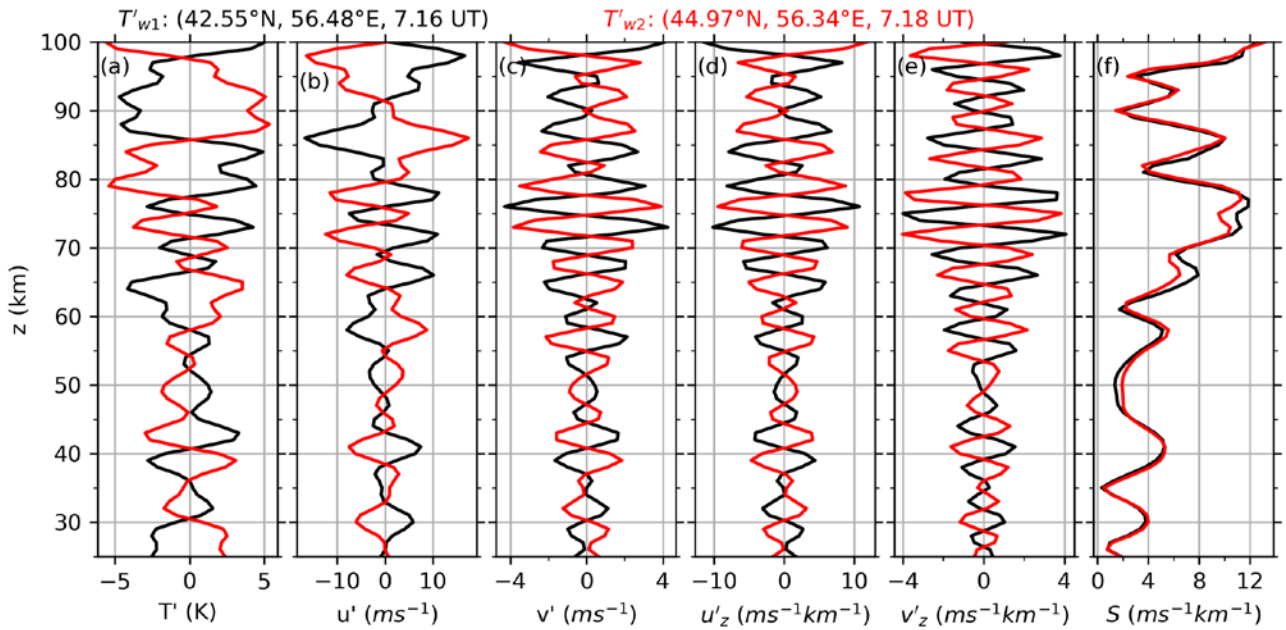 T'w1: (42.55°N, 56.48°E, 7.16 UT) T'w2: (44.97°N, 56.34°E, 7.18 UT)
100
90
80
70
60
50
40
30
z (km)
(a) (b) (c) (d) (e) (f)
−5 0 5 −10 0 10 −4 0 4 −10 0 10 −4 0 4 0 4 8 12
T' (K) u' (ms⁻¹) v' (ms⁻¹) u'z (ms⁻¹km⁻¹) v'z (ms⁻¹km⁻¹) S (ms⁻¹km⁻¹)